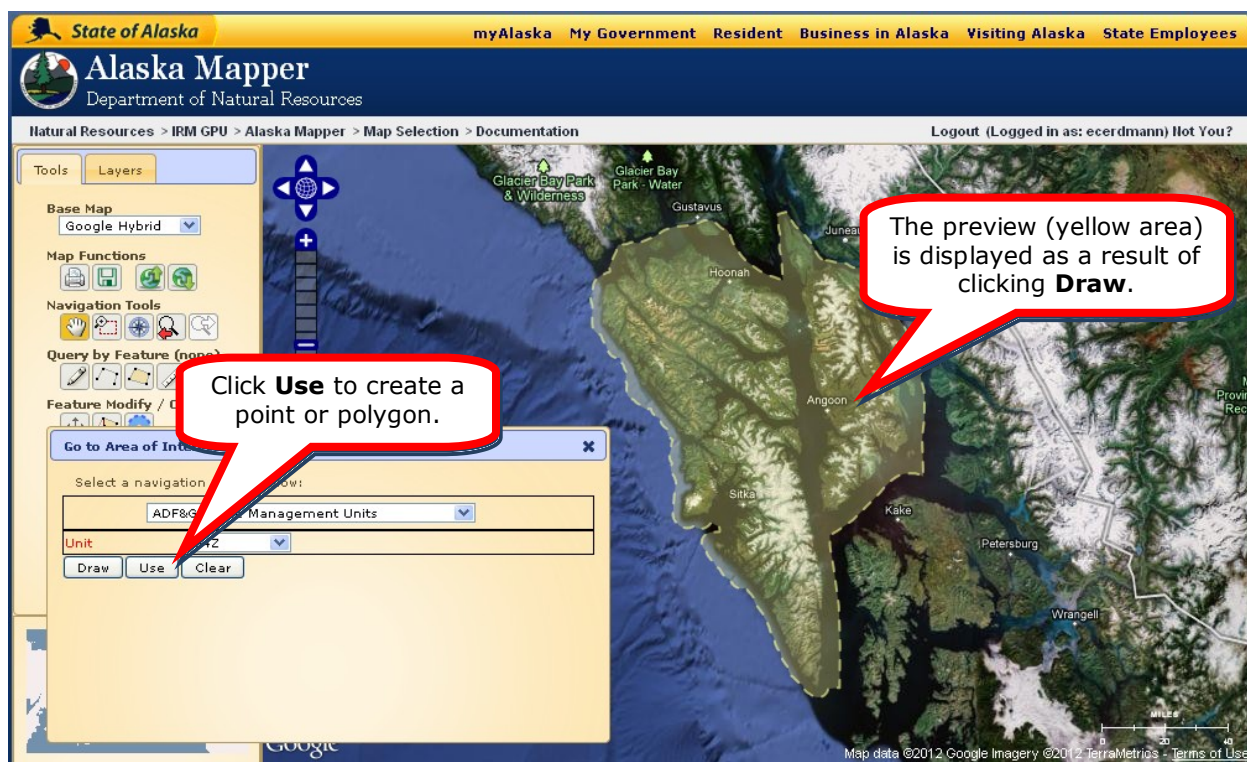 State of Alaska
myAlaska My Government Resident Business in Alaska Visiting Alaska State Employees
Alaska Mapper
Department of Natural Resources
Natural Resources > IRM GPU > Alaska Mapper > Map Selection > Documentation
Logout (Logged in as: ecerdmann) Not You?
Tools Layers
Base Map
Google Hybrid
Map Functions
Navigation Tools
Query by Feature (none)
Feature Modify /
Click Use to create a
point or polygon.
Go to Area of
Select a navigation
ADF&G Management Units
Unit
Draw Use Clear
Glacier Bay Park
& Wilderness
Glacier Bay
Park - Water
Gustavus
Hoonah
The preview (yellow area)
is displayed as a result of
clicking Draw.
Angoon
Sitka
Kake
Petersburg
Wrangell
MILES
0 20 40
Google
Map data ©2012 Google Imagery ©2012 TerraMetrics - Terms of Use